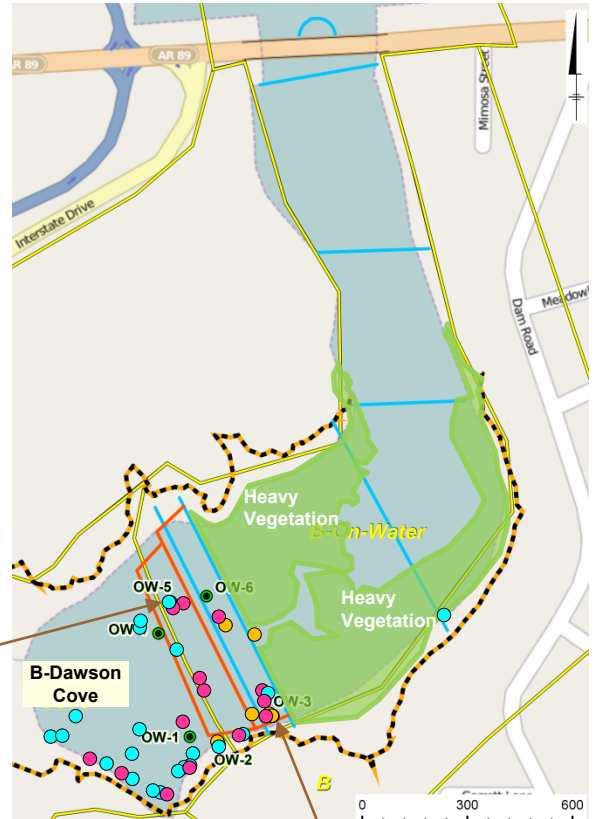 AR 89
AR 89
Mimosa Street
Interstate Drive
Dam Road
Heavy
Vegetation
B-On-Water
OW-5
OW-6
Heavy
Vegetation
B-Dawson
Cove
OW-3
OW-1
OW-2
B
0 300 600